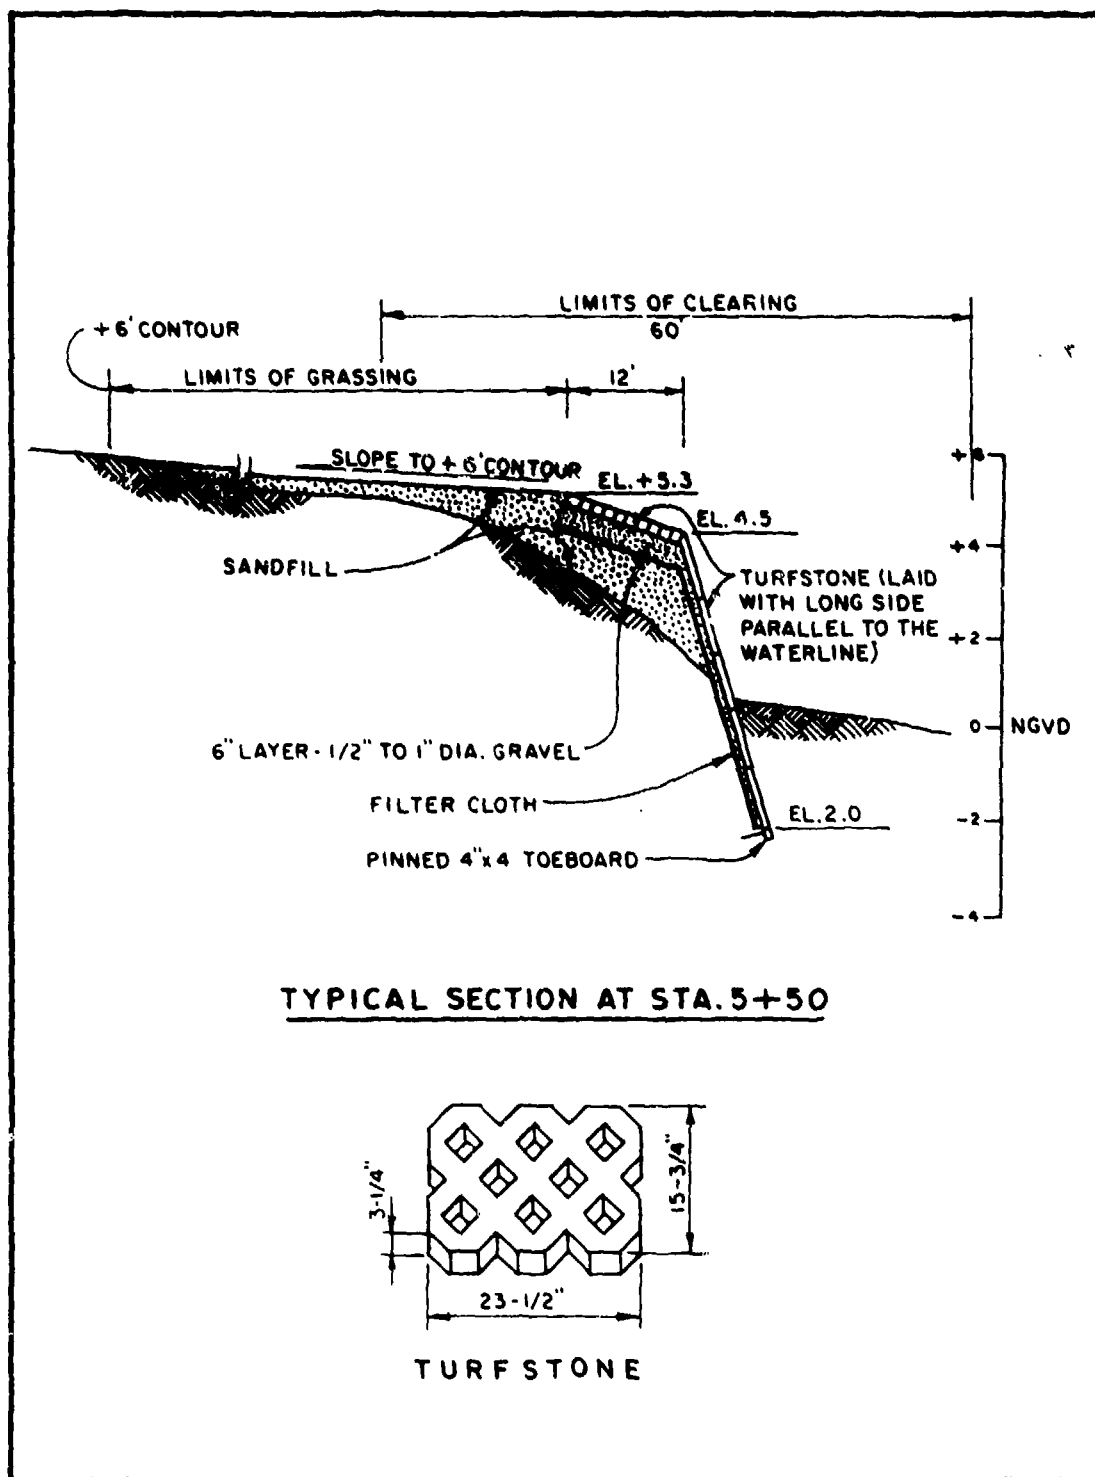 LIMITS OF CLEARING
60'
+6' CONTOUR
LIMITS OF GRASSING
12'
SLOPE TO +6' CONTOUR
EL. +5.3
EL. 4.5
SANDFILL
TURFSTONE (LAID
WITH LONG SIDE
PARALLEL TO THE
WATERLINE)
6" LAYER - 1/2" TO 1" DIA. GRAVEL
FILTER CLOTH
EL. 2.0
PINNED 4"x4 TOEBOARD
+6
+4
+2
0
NGVD
-2
-4
TYPICAL SECTION AT STA. 5+50
3-1/4"
15-3/4"
23-1/2"
TURFSTONE